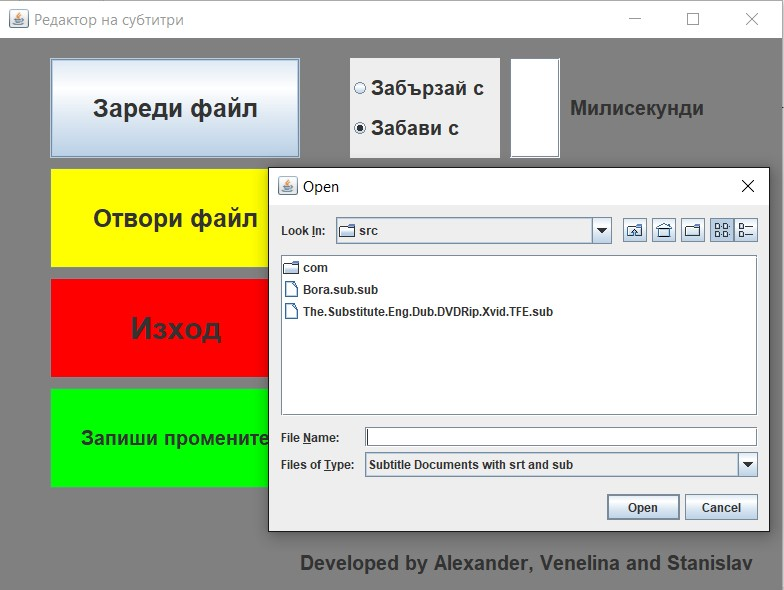 Редактор на субтитри
Зареди файл
Забързай с
Забави с
Милисекунди
Отвори файл
Изход
Запиши промените
Open
Look In:
src
com
Bora.sub.sub
The.Substitute.Eng.Dub.DVDRip.Xvid.TFE.sub
File Name:
Files of Type:
Subtitle Documents with srt and sub
Open
Cancel
Developed by Alexander, Venelina and Stanislav